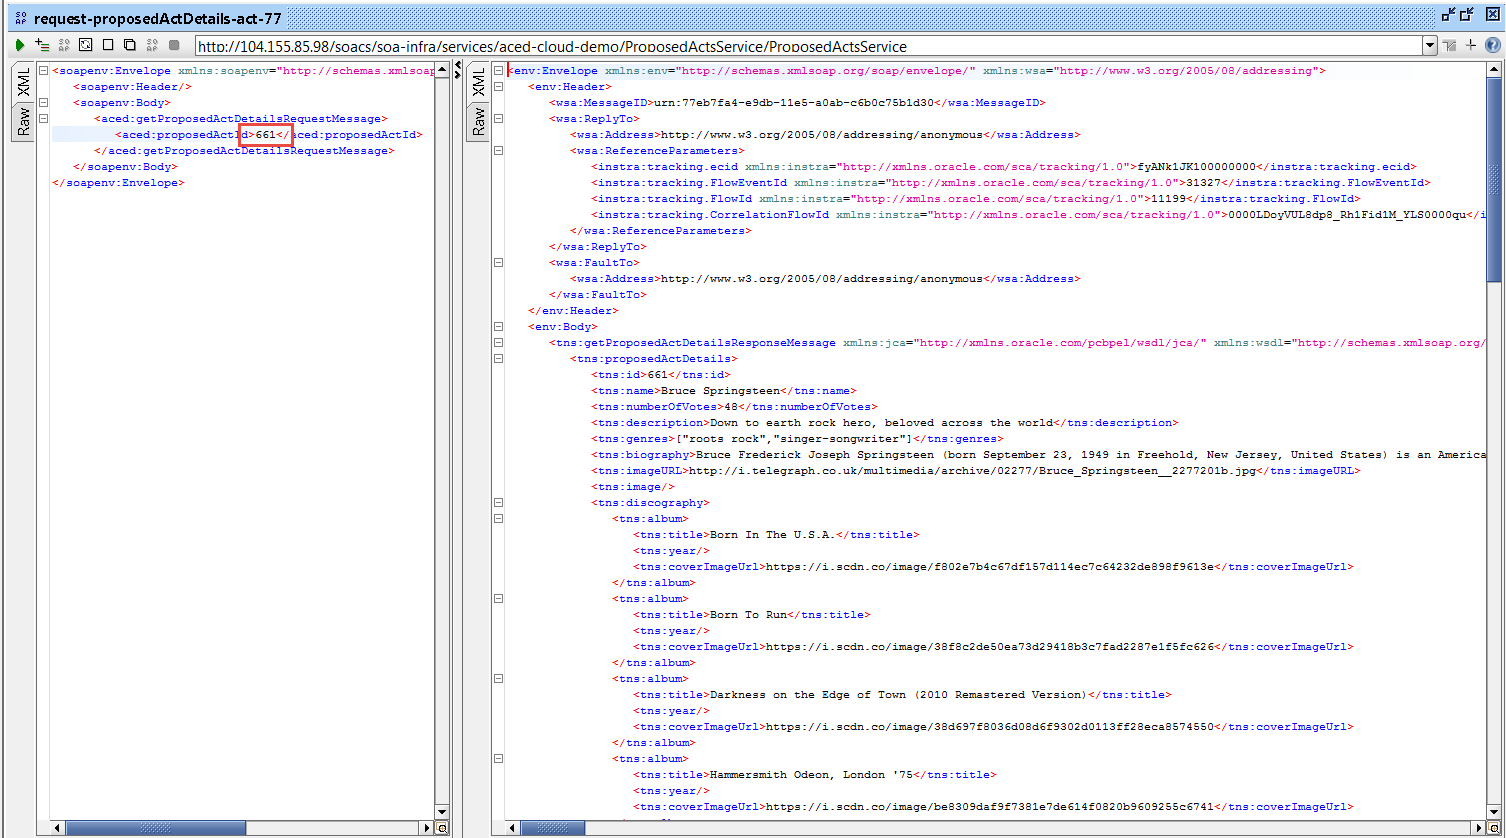 request-proposedActDetails-act-77
http://104.155.85.98/soacs/soa-infra/services/aced-cloud-demo/ProposedActsService/ProposedActsService
XML
Raw
<soapenv:Envelope xmlns:soapenv="http://schemas.xmlsoap
<soapenv:Header/>
<soapenv:Body>
<aced:getProposedActDetailsRequestMessage>
<aced:proposedActId>661</aced:proposedActId>
</aced:getProposedActDetailsRequestMessage>
</soapenv:Body>
</soapenv:Envelope>
XML
Raw
<env:Envelope xmlns:env="http://schemas.xmlsoap.org/soap/envelope/" xmlns:wsa="http://www.w3.org/2005/08/addressing">
<env:Header>
<wsa:MessageID>urn:77eb7fa4-e9db-11e5-a0ab-c6b0c75b1d30</wsa:MessageID>
<wsa:ReplyTo>
<wsa:Address>http://www.w3.org/2005/08/addressing/anonymous</wsa:Address>
<wsa:ReferenceParameters>
<instra:tracking.ecid xmlns:instra="http://xmlns.oracle.com/sca/tracking/1.0">fyANk1JK100000000</instra:tracking.ecid>
<instra:tracking.FlowEventId xmlns:instra="http://xmlns.oracle.com/sca/tracking/1.0">31327</instra:tracking.FlowEventId>
<instra:tracking.FlowId xmlns:instra="http://xmlns.oracle.com/sca/tracking/1.0">11199</instra:tracking.FlowId>
<instra:tracking.CorrelationFlowId xmlns:instra="http://xmlns.oracle.com/sca/tracking/1.0">0000LDoyVUL8dp8_Rh1Fid1M_YLS0000qu</i
</wsa:ReferenceParameters>
</wsa:ReplyTo>
<wsa:FaultTo>
<wsa:Address>http://www.w3.org/2005/08/addressing/anonymous</wsa:Address>
</wsa:FaultTo>
</env:Header>
<env:Body>
<tns:getProposedActDetailsResponseMessage xmlns:jca="http://xmlns.oracle.com/pcbpel/wsdl/jca/" xmlns:wsdl="http://schemas.xmlsoap.org/
<tns:proposedActDetails>
<tns:id>661</tns:id>
<tns:name>Bruce Springsteen</tns:name>
<tns:numberOfVotes>48</tns:numberOfVotes>
<tns:description>Down to earth rock hero, beloved across the world</tns:description>
<tns:genres>["roots rock","singer-songwriter"]</tns:genres>
<tns:biography>Bruce Frederick Joseph Springsteen (born September 23, 1949 in Freehold, New Jersey, United States) is an America
<tns:imageURL>http://i.telegraph.co.uk/multimedia/archive/02277/Bruce_Springsteen__2277201b.jpg</tns:imageURL>
<tns:image/>
<tns:discography>
<tns:album>
<tns:title>Born In The U.S.A.</tns:title>
<tns:year/>
<tns:coverImageUrl>https://i.scdn.co/image/f802e7b4c67df157d114ec7c64232de898f9613e</tns:coverImageUrl>
</tns:album>
<tns:album>
<tns:title>Born To Run</tns:title>
<tns:year/>
<tns:coverImageUrl>https://i.scdn.co/image/38f8c2de50ea73d29418b3c7fad2287e1f5fc626</tns:coverImageUrl>
</tns:album>
<tns:album>
<tns:title>Darkness on the Edge of Town (2010 Remastered Version)</tns:title>
<tns:year/>
<tns:coverImageUrl>https://i.scdn.co/image/38d697f8036d08d6f9302d0113ff28eca8574550</tns:coverImageUrl>
</tns:album>
<tns:album>
<tns:title>Hammersmith Odeon, London '75</tns:title>
<tns:year/>
<tns:coverImageUrl>https://i.scdn.co/image/be8309daf9f7381e7de614f0820b9609255c6741</tns:coverImageUrl>